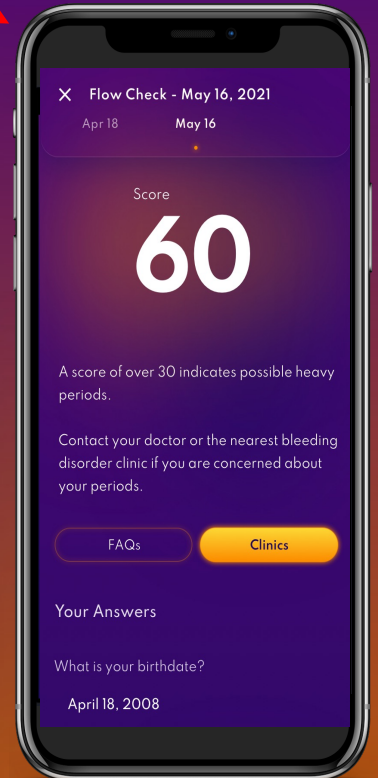 X Flow Check - May 16, 2021
Apr 18 May 16
Score
60
A score of over 30 indicates possible heavy
periods.
Contact your doctor or the nearest bleeding
disorder clinic if you are concerned about
your periods.
FAQs Clinics
Your Answers
What is your birthdate?
April 18, 2008